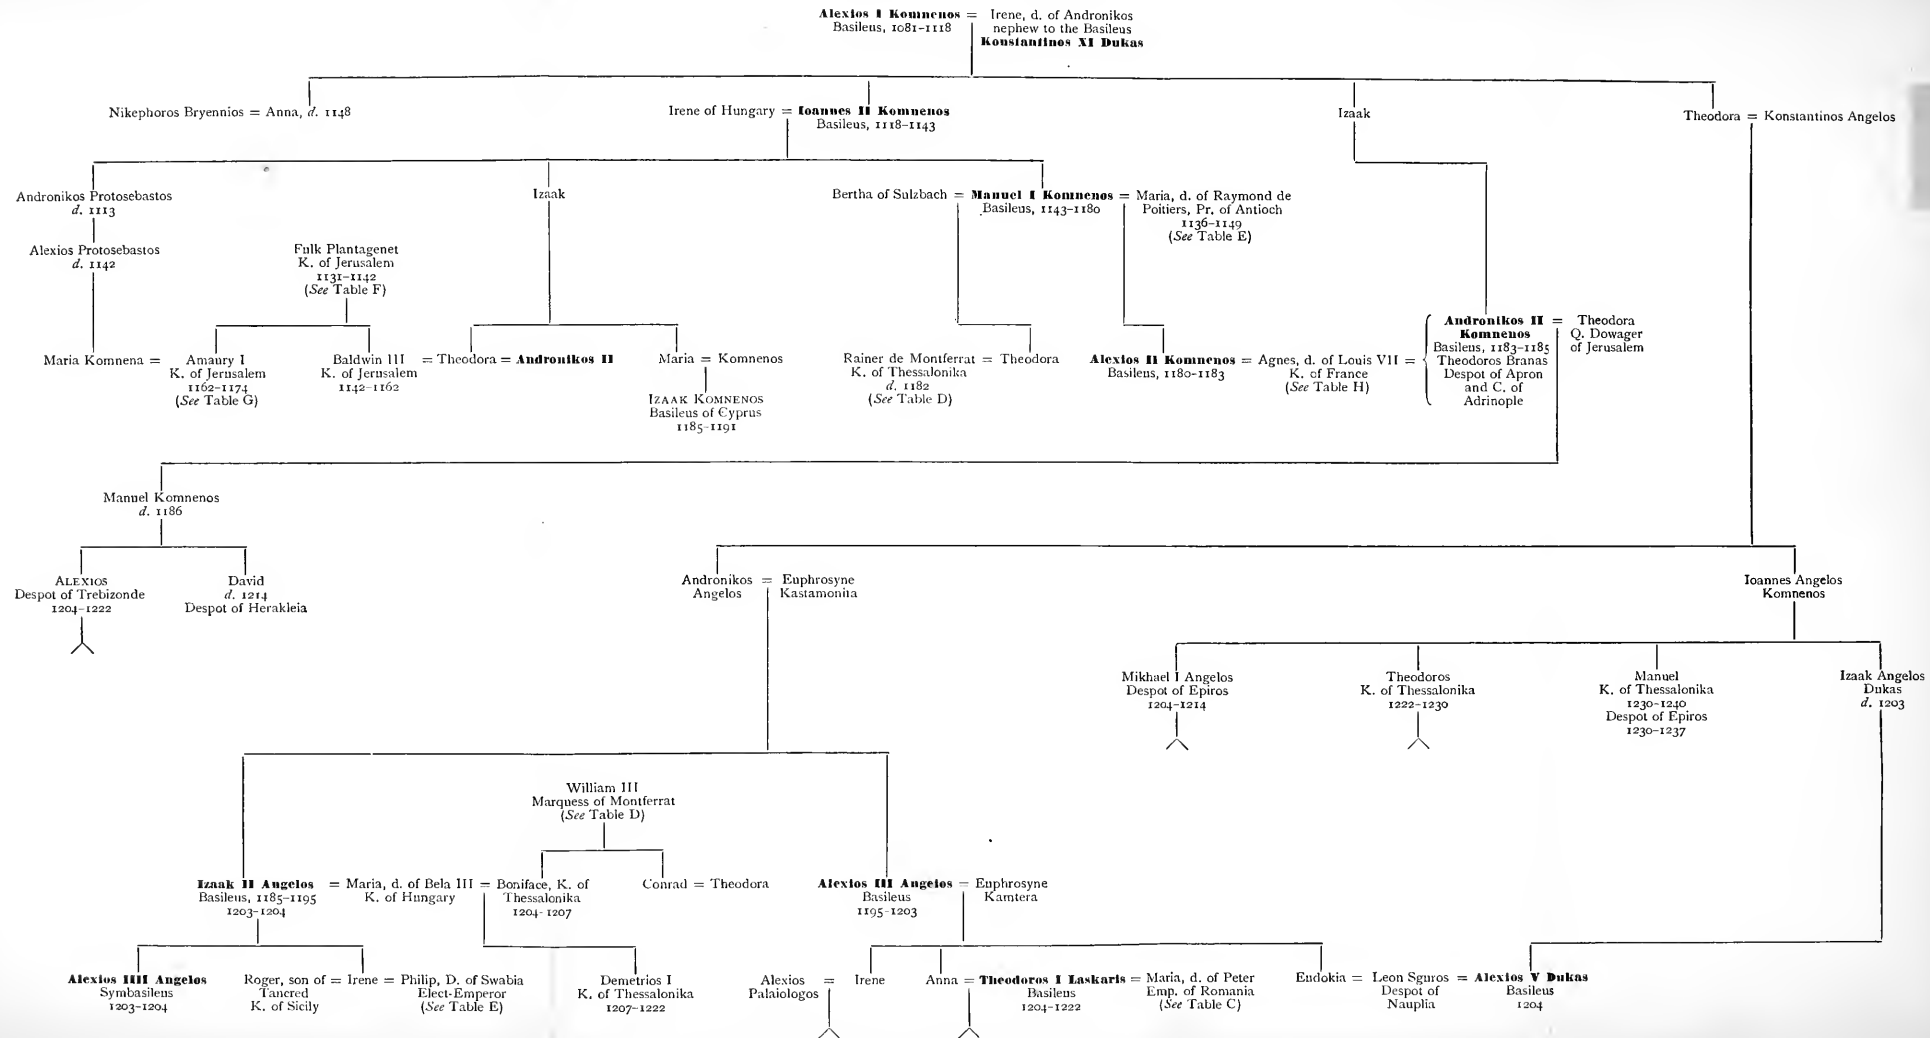 Alexios I Komnenos = Irene, d. of Andronikos
Basileus, 1081-1118 nephew to the Basileus
Konstantinos XI Dukas
Nikephoros Bryennios = Anna, d. 1148
Irene of Hungary = Ioannes II Komnenos
Basileus, 1118-1143
Izaak
Theodora = Konstantinos Angelos
Andronikos Protosebastos
d. 1113
Izaak
Bertha of Sulzbach = Manuel I Komnenos = Maria, d. of Raymond de
Basileus, 1143-1180 Poitiers, Pr. of Antioch
1136-1149
(See Table E)
Alexios Protosebastos
d. 1142
Fulk Plantagenet
K. of Jerusalem
1131-1142
(See Table F)
Andronikos II = Theodora
Komnenos Q. Dowager
Basileus, 1183-1185 of Jerusalem
Theodoros Branas
Despot of Apron
and C. of
Adrinople
Maria Komnena = Amaury I
K. of Jerusalem
1162-1174
(See Table G)
Baldwin III = Theodora = Andronikos II
K. of Jerusalem
1142-1162
Maria = Komnenos
IZAAK KOMNENOS
Basileus of Cyprus
1185-1191
Rainer de Montferrat = Theodora
K. of Thessalonika
d. 1182
(See Table D)
Alexios II Komnenos = Agnes, d. of Louis VII =
Basileus, 1180-1183 K. of France
(See Table H)
Manuel Komnenos
d. 1186
ALEXIOS
Despot of Trebizonde
1204-1222
David
d. 1214
Despot of Herakleia
Andronikos = Euphrosyne
Angelos Kastamonita
Ioannes Angelos
Komnenos
Mikhael I Angelos
Despot of Epiros
1204-1214
Theodoros
K. of Thessalonika
1222-1230
Manuel
K. of Thessalonika
1230-1240
Despot of Epiros
1230-1237
Izaak Angelos
Dukas
d. 1203
William III
Marquess of Montferrat
(See Table D)
Izaak II Angelos = Maria, d. of Bela III = Boniface, K. of
Basileus, 1185-1195 K. of Hungary Thessalonika
1203-1204 1204-1207
Conrad = Theodora
Alexios III Angelos = Euphrosyne
Basileus Kamtera
1195-1203
Alexios IIII Angelos
Symbasileus
1203-1204
Roger, son of = Irene = Philip, D. of Swabia
Tancred Elect-Emperor
K. of Sicily (See Table E)
Demetrios I
K. of Thessalonika
1207-1222
Alexios = Irene
Palaiologos
Anna = Theodoros I Laskaris = Maria, d. of Peter
Basileus Emp. of Romania
1204-1222 (See Table C)
Eudokia = Leon Sguros = Alexios V Dukas
Despot of Basileus
Nauplia 1204